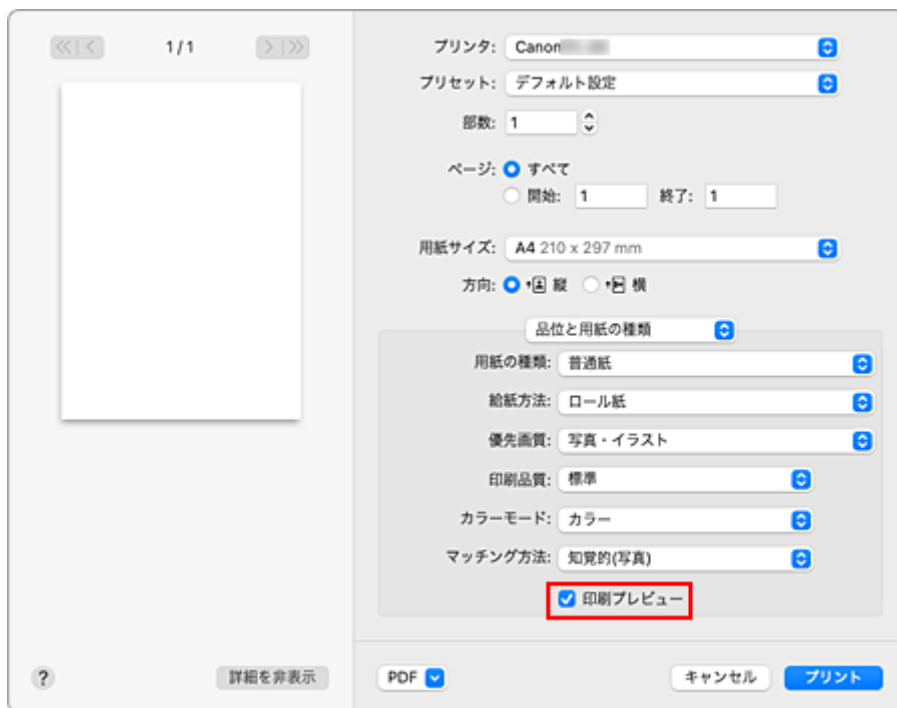 1 / 1
プリンタ: Canon
プリセット: デフォルト設定
部数: 1
ページ: すべて
開始: 1 終了: 1
用紙サイズ: A4 210 x 297 mm
方向: 縦 横
品位と用紙の種類
用紙の種類: 普通紙
給紙方法: ロール紙
優先画質: 写真・イラスト
印刷品質: 標準
カラーモード: カラー
マッチング方法: 知覚的(写真)
印刷プレビュー
? 詳細を非表示 PDF キャンセル プリント